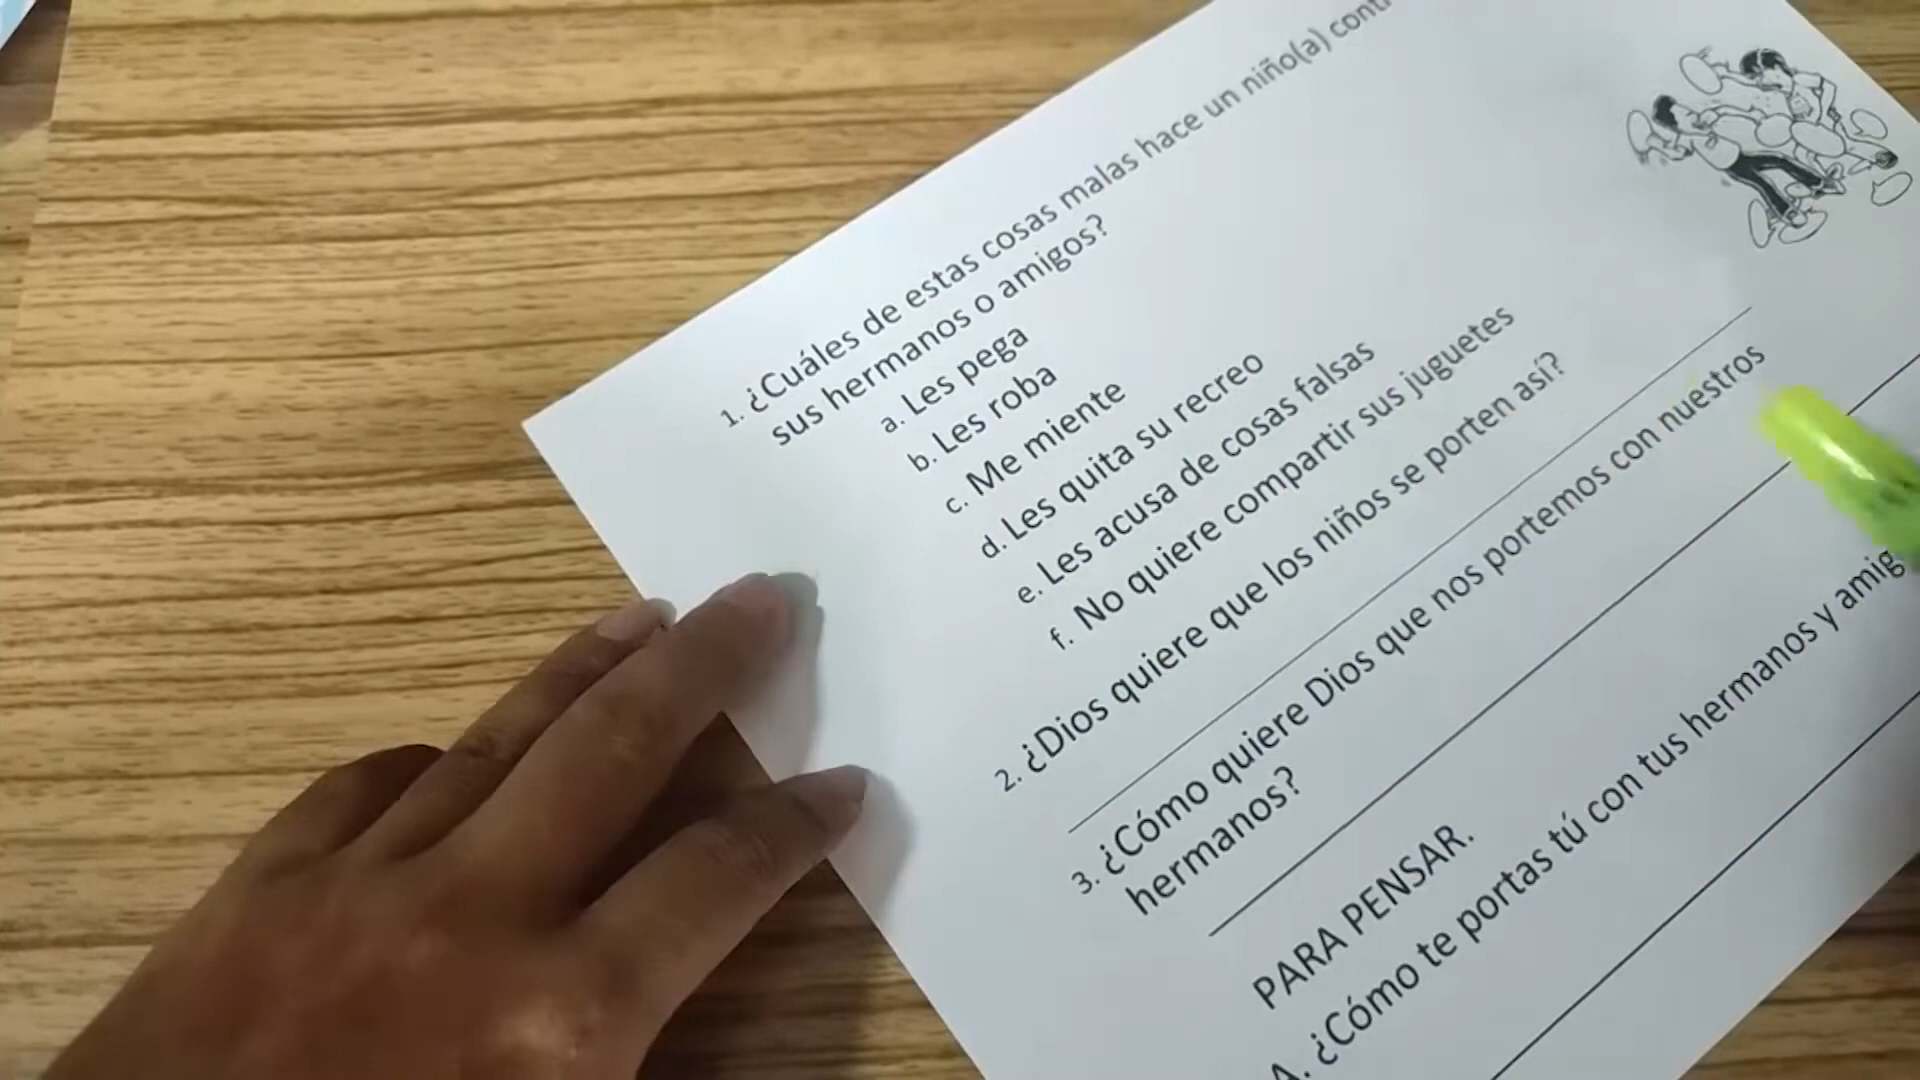 1. ¿Cuáles de estas cosas malas hace un niño(a)
sus hermanos o amigos?
a. Les pega
b. Les roba
c. Me miente
d. Les quita su recreo
e. Les acusa de cosas falsas
f. No quiere compartir sus juguetes
2. ¿Dios quiere que los niños se porten así?
3. ¿Cómo quiere Dios que nos portemos con nuestros
hermanos?
PARA PENSAR.
A. ¿Cómo te portas tú con tus hermanos y